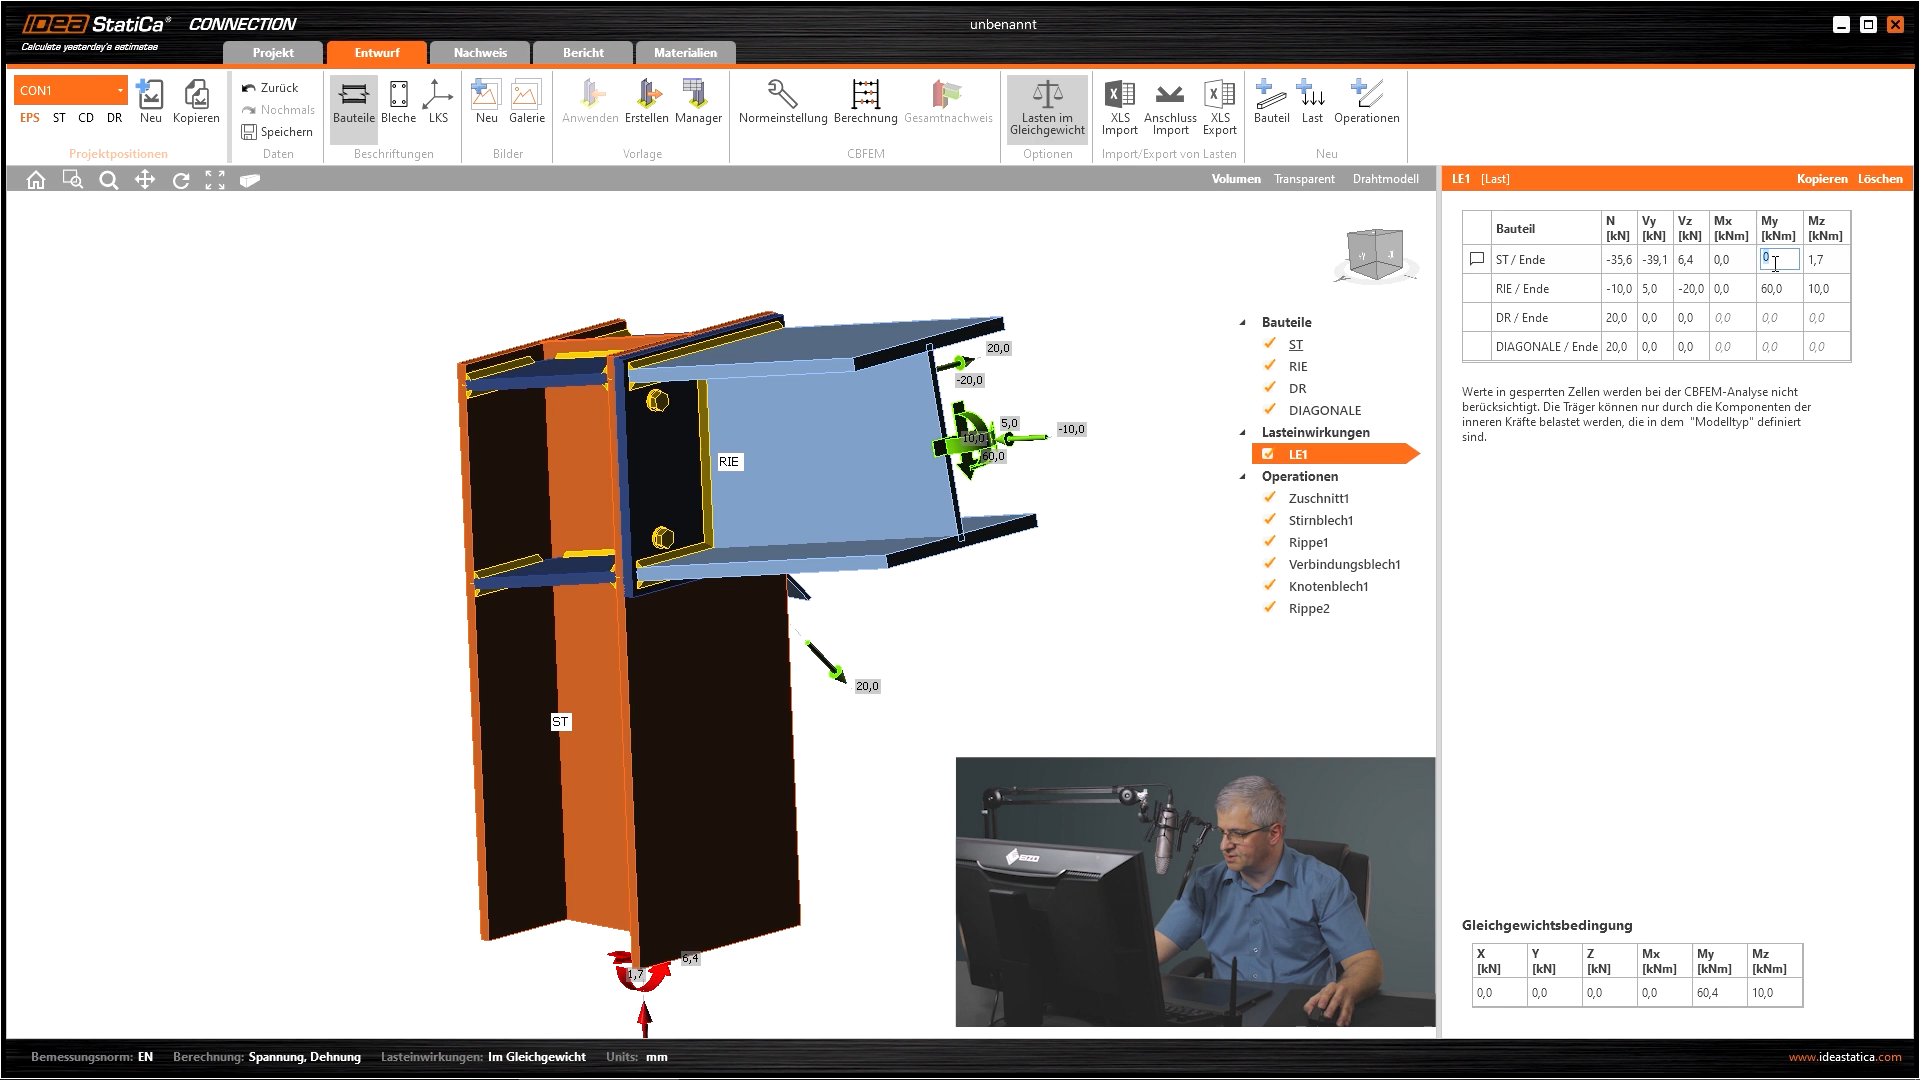 IDEA StatiCa® CONNECTION
Calculate yesterday's estimates
unbenannt
Projekt Entwurf Nachweis Bericht Materialien
CON1
EPS ST CD DR
Neu Kopieren
Projektpositionen
Zurück
Nochmals
Speichern
Daten
Bauteile Bleche LKS
Beschriftungen
Neu Galerie
Bilder
Anwenden Erstellen Manager
Vorlage
Normeinstellung Berechnung Gesamtnachweis
CBFEM
Lasten im
Gleichgewicht
Optionen
XLS
Import
Anschluss
Import
XLS
Export
Import/Export von Lasten
Bauteil Last Operationen
Neu
Volumen Transparent Drahtmodell
LE1 [Last] Kopieren Löschen
Bauteil N [kN] Vy [kN] Vz [kN] Mx [kNm] My [kNm] Mz [kNm]
ST / Ende -35,6 -39,1 6,4 0,0 0 1,7
RIE / Ende -10,0 5,0 -20,0 0,0 60,0 10,0
DR / Ende 20,0 0,0 0,0 0,0 0,0 0,0
DIAGONALE / Ende 20,0 0,0 0,0 0,0 0,0 0,0
Werte in gesperrten Zellen werden bei der CBFEM-Analyse nicht
berücksichtigt. Die Träger können nur durch die Komponenten der
inneren Kräfte belastet werden, die in dem "Modelltyp" definiert
sind.
-Y -X
Bauteile
ST
RIE
DR
DIAGONALE
Lasteinwirkungen
LE1
Operationen
Zuschnitt1
Stirnblech1
Rippe1
Verbindungsblech1
Knotenblech1
Rippe2
20,0
-20,0
5,0
-10,0
10,0
60,0
RIE
20,0
ST
6,4
1,7
EIZO
Gleichgewichtsbedingung
X [kN] Y [kN] Z [kN] Mx [kNm] My [kNm] Mz [kNm]
0,0 0,0 0,0 0,0 60,4 10,0
Bemessungsnorm: EN Berechnung: Spannung, Dehnung Lasteinwirkungen: Im Gleichgewicht Units: mm
www.ideastatica.com